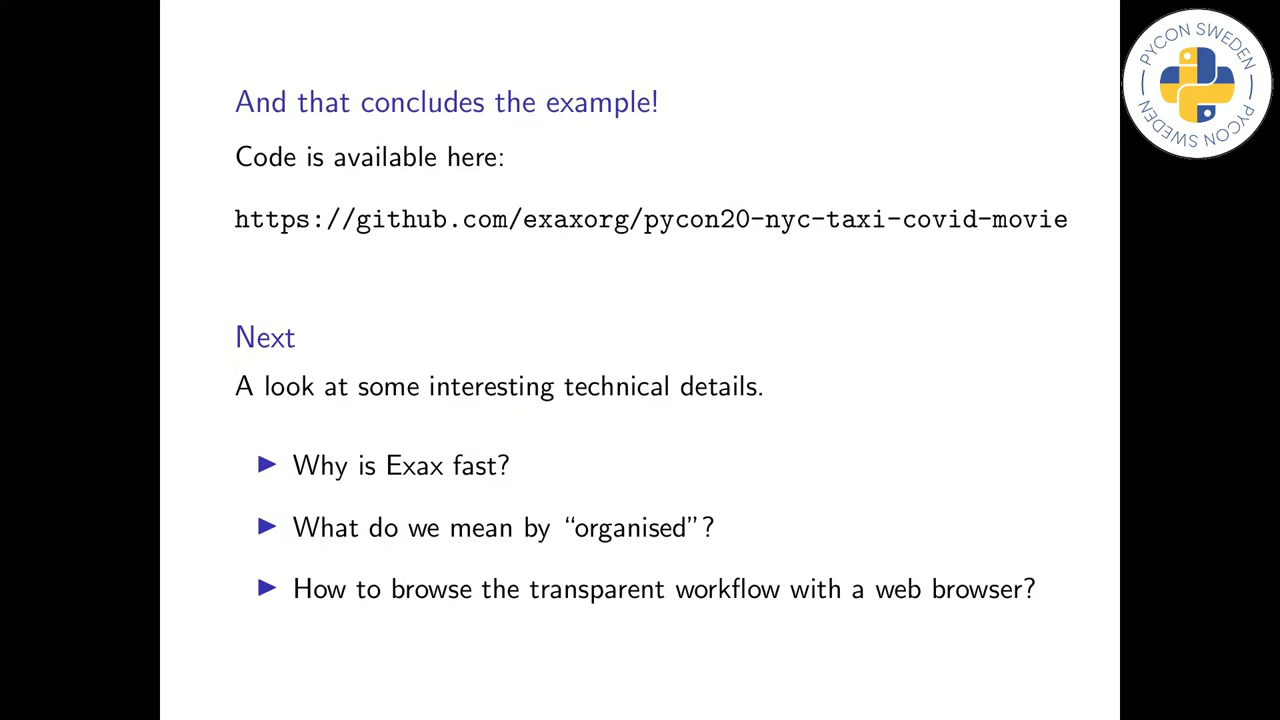 And that concludes the example!
Code is available here:
https://github.com/exaxorg/pycon20-nyc-taxi-covid-movie
Next
A look at some interesting technical details.
▶ Why is Exax fast?
▶ What do we mean by “organised”?
▶ How to browse the transparent workflow with a web browser?
PYCON SWEDEN
PYCON SWEDEN